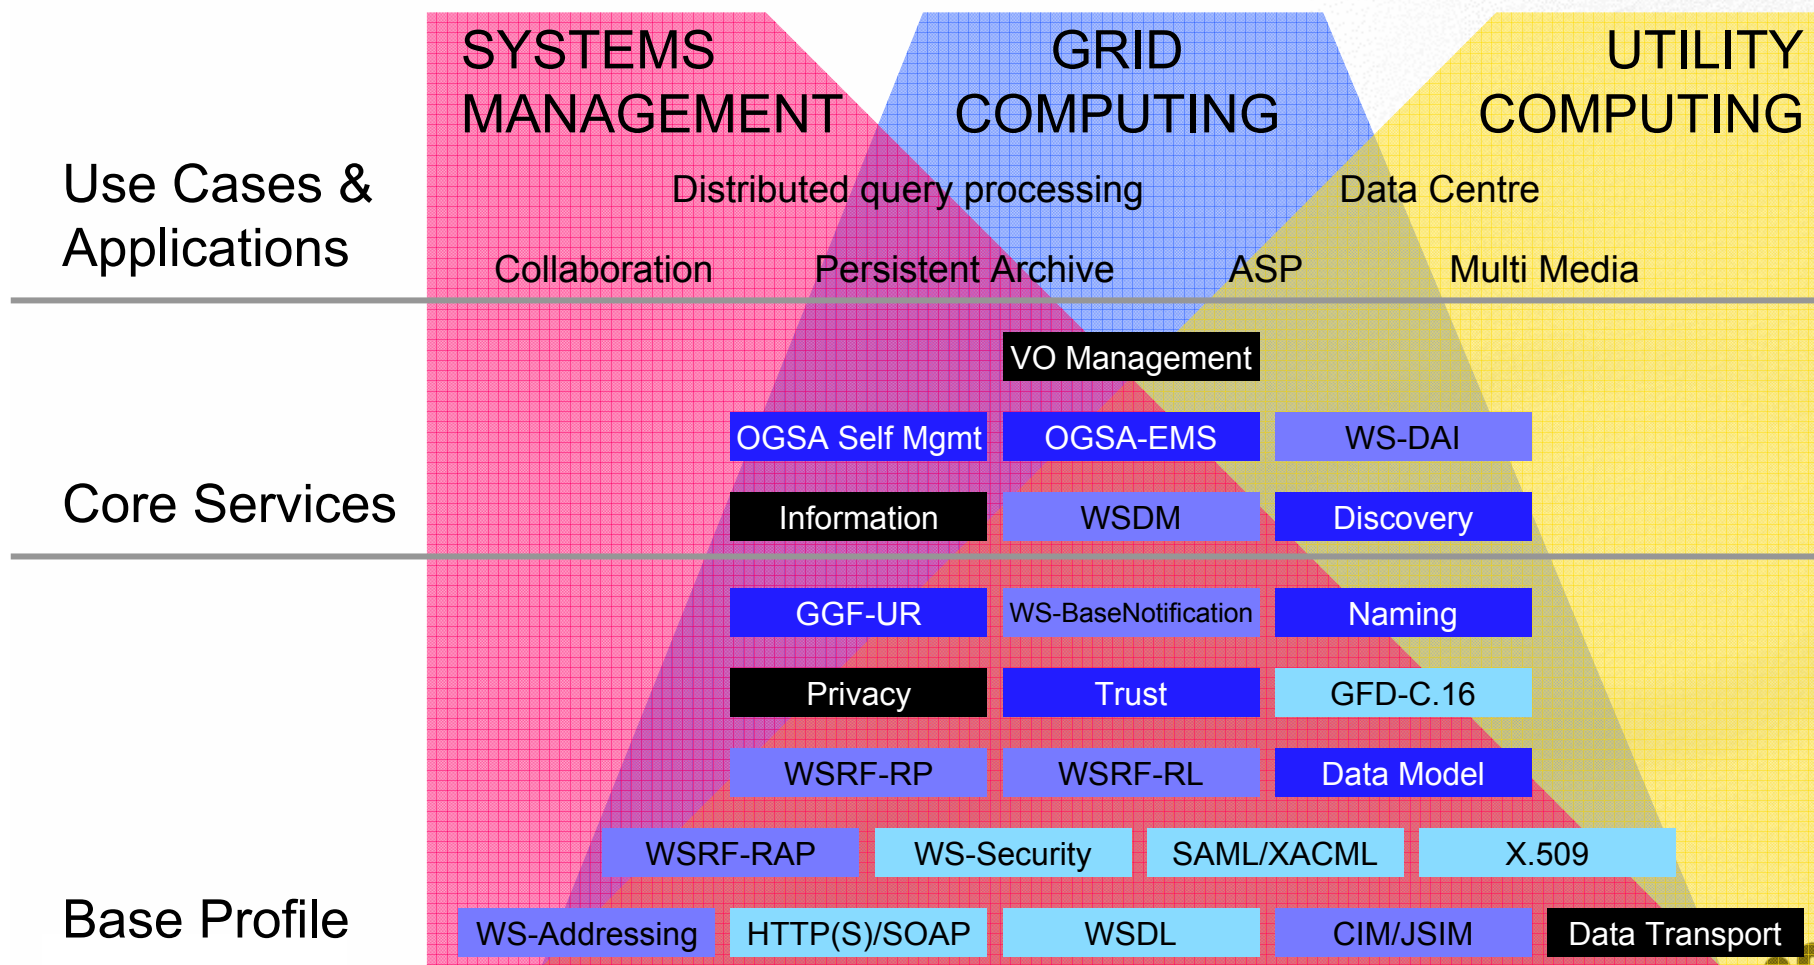 SYSTEMS
MANAGEMENT
GRID
COMPUTING
UTILITY
COMPUTING
Use Cases &
Applications
Distributed query processing
Data Centre
Collaboration
Persistent Archive
ASP
Multi Media
VO Management
OGSA Self Mgmt
OGSA-EMS
WS-DAI
Core Services
Information
WSDM
Discovery
GGF-UR
WS-BaseNotification
Naming
Privacy
Trust
GFD-C.16
WSRF-RP
WSRF-RL
Data Model
WSRF-RAP
WS-Security
SAML/XACML
X.509
Base Profile
WS-Addressing
HTTP(S)/SOAP
WSDL
CIM/JSIM
Data Transport